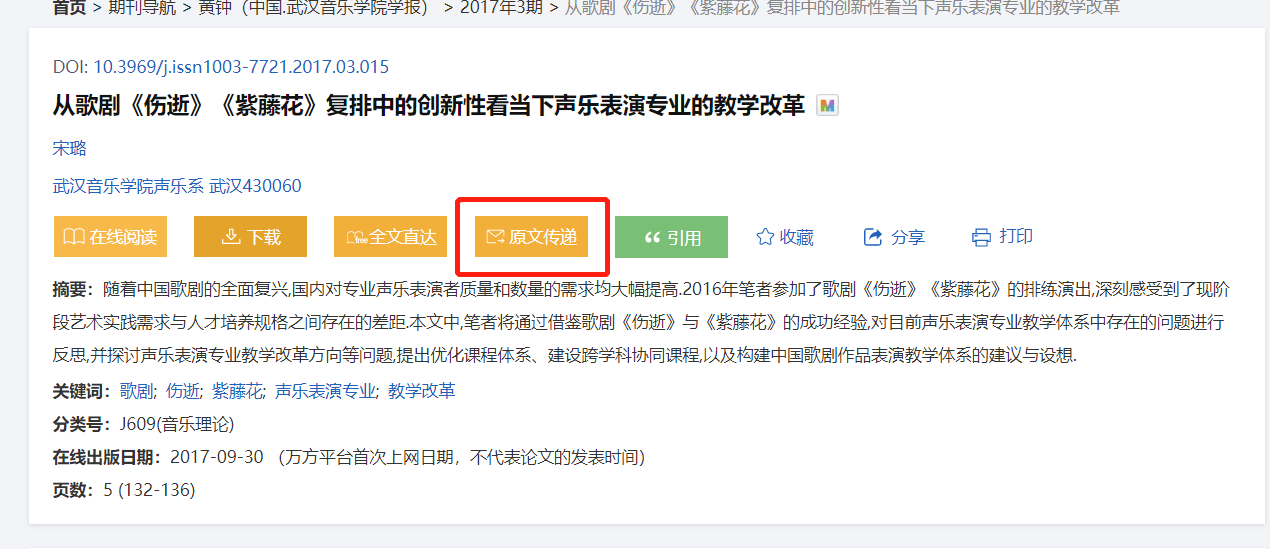 首页 > 期刊导航 > 黄钟（中国.武汉音乐学院学报） > 2017年3期 > 从歌剧《伤逝》《紫藤花》复排中的创新性看当下声乐表演专业的教学改革
DOI: 10.3969/j.issn1003-7721.2017.03.015
从歌剧《伤逝》《紫藤花》复排中的创新性看当下声乐表演专业的教学改革 M
宋璐
武汉音乐学院声乐系 武汉430060
在线阅读 下载 free 全文直达 原文传递 引用 收藏 分享 打印
摘要：随着中国歌剧的全面复兴,国内对专业声乐表演者质量和数量的需求均大幅提高.2016年笔者参加了歌剧《伤逝》《紫藤花》的排练演出,深刻感受到了现阶
段艺术实践需求与人才培养规格之间存在的差距.本文中,笔者将通过借鉴歌剧《伤逝》与《紫藤花》的成功经验,对目前声乐表演专业教学体系中存在的问题进行
反思,并探讨声乐表演专业教学改革方向等问题,提出优化课程体系、建设跨学科协同课程,以及构建中国歌剧作品表演教学体系的建议与设想.
关键词：歌剧; 伤逝; 紫藤花; 声乐表演专业; 教学改革
分类号：J609(音乐理论)
在线出版日期：2017-09-30 （万方平台首次上网日期，不代表论文的发表时间）
页数：5 (132-136)